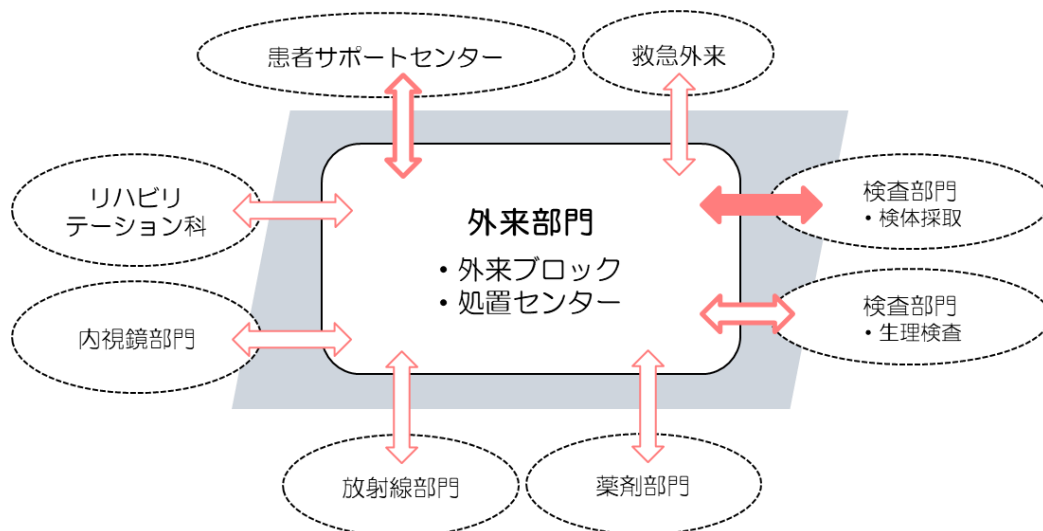 患者サポートセンター
救急外来
リハビリ
テーション科
外来部門
・外来ブロック
・処置センター
検査部門
・検体採取
検査部門
・生理検査
内視鏡部門
放射線部門
薬剤部門